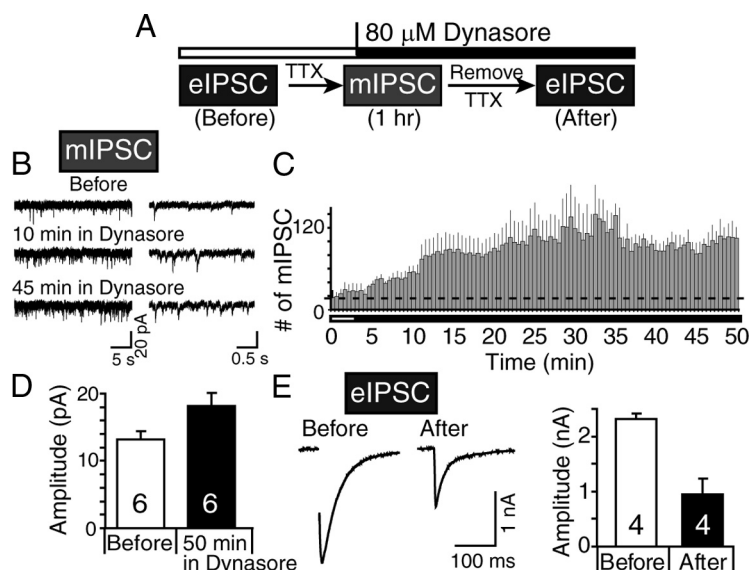 A
80 μM Dynasore
eIPSC TTX mIPSC Remove TTX eIPSC
(Before) (1 hr) (After)
B
mIPSC
Before
10 min in Dynasore
45 min in Dynasore
5 s
20 pA
0.5 s
C
# of mIPSC
120
0
0 5 10 15 20 25 30 35 40 45 50
Time (min)
D
Amplitude (pA)
20
10
0
6 6
Before 50 min
in Dynasore
E
eIPSC
Before After
1 nA
100 ms
Amplitude (nA)
2
1
0
4 4
Before After